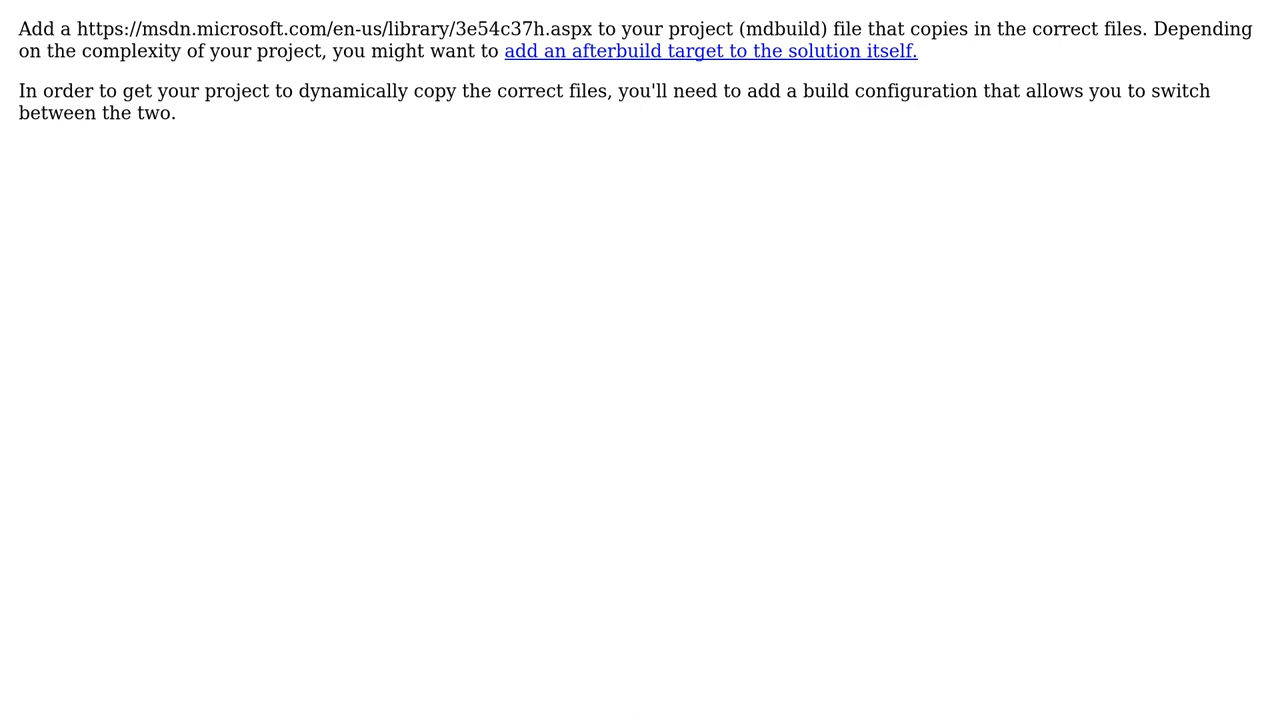 Add a https://msdn.microsoft.com/en-us/library/3e54c37h.aspx to your project (mdbuild) file that copies in the correct files. Depending
on the complexity of your project, you might want to add an afterbuild target to the solution itself.
In order to get your project to dynamically copy the correct files, you'll need to add a build configuration that allows you to switch
between the two.